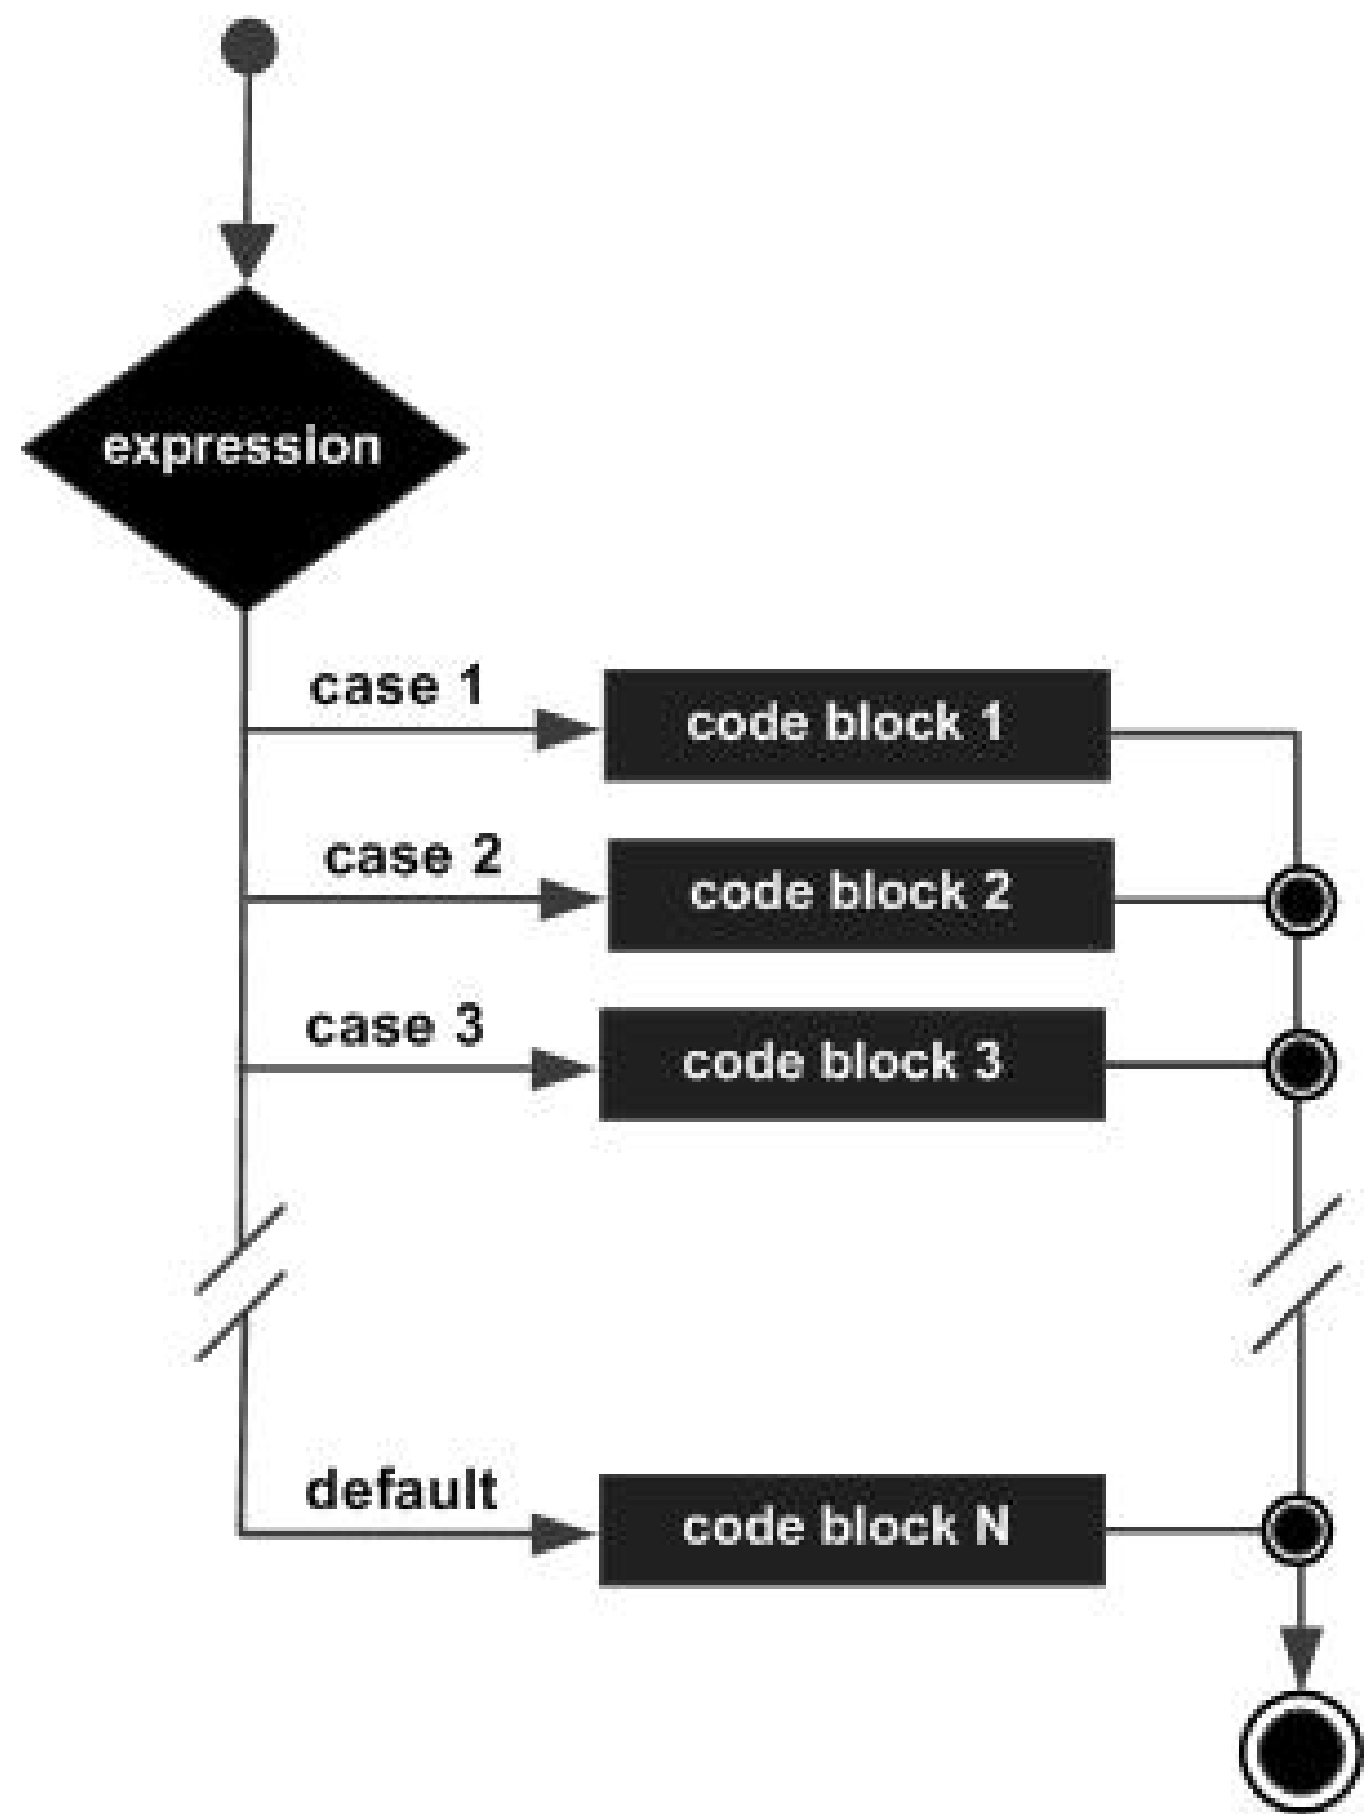 expression
case 1
code block 1
case 2
code block 2
case 3
code block 3
default
code block N